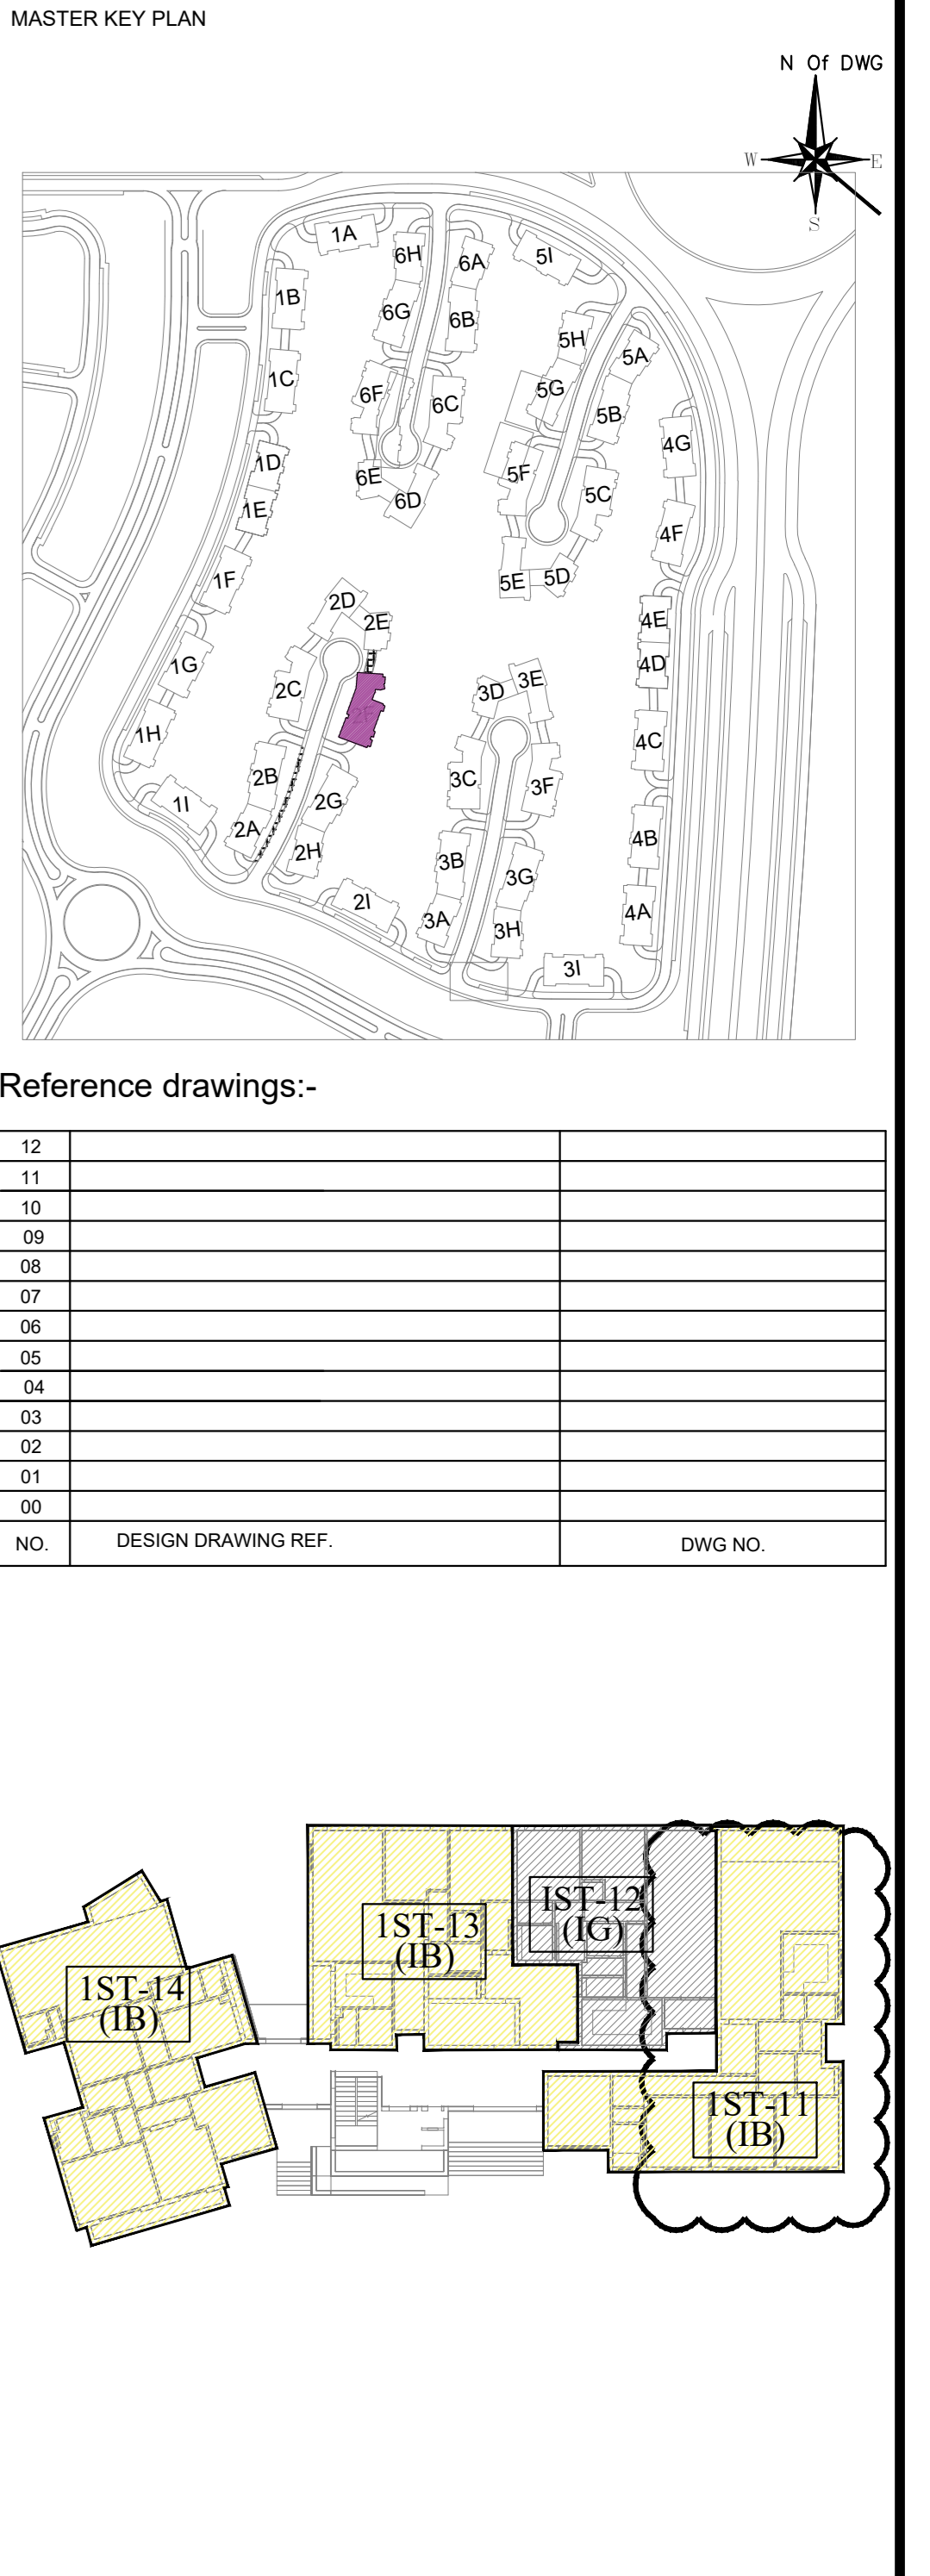 MASTER KEY PLAN
N Of DWG
W
E
S
1A
6H
6A
5I
1B
6G
6B
5H
5A
1C
6F
6C
5G
5B
4G
1D
6E
6D
5F
5C
1E
4F
1F
5E
5D
2D
2E
4E
1G
2C
2F
3D
3E
4D
1H
4C
2B
2G
3C
3F
1I
2A
2H
3B
3G
4B
2I
3A
3H
4A
3I
Reference drawings:-
12
11
10
09
08
07
06
05
04
03
02
01
00
NO. DESIGN DRAWING REF. DWG NO.
IST-12
(IG)
1ST-13
(IB)
1ST-14
(IB)
1ST-11
(IB)